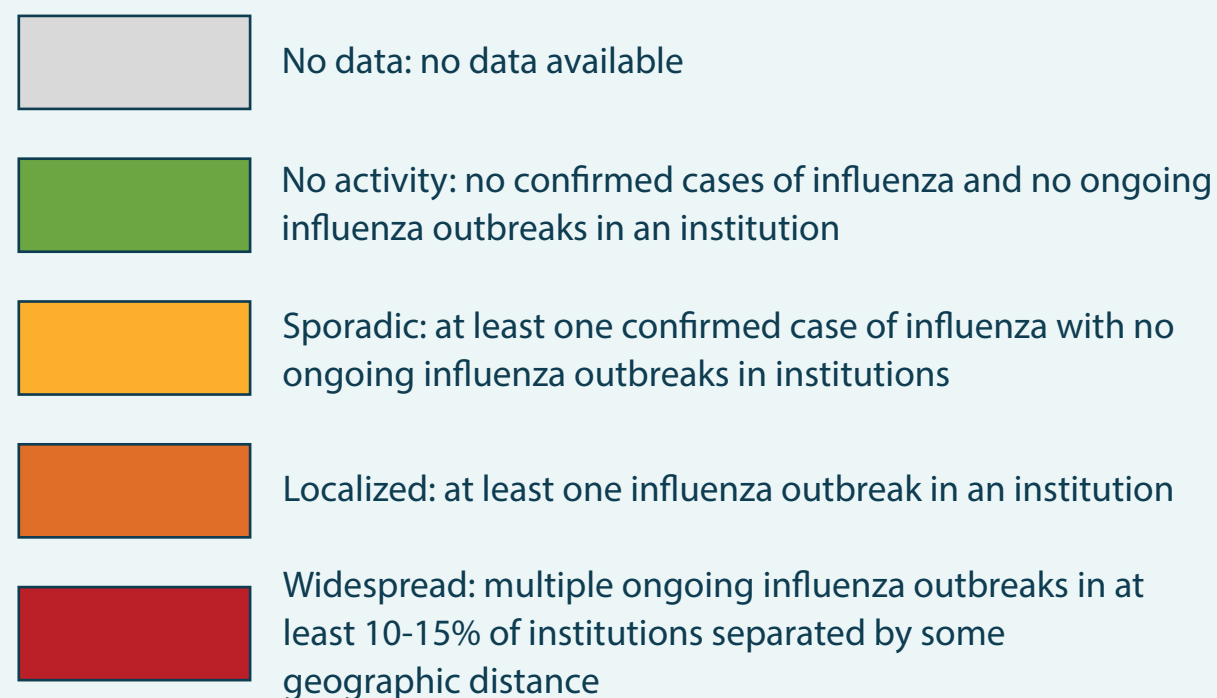 No data: no data available
No activity: no confirmed cases of influenza and no ongoing
influenza outbreaks in an institution
Sporadic: at least one confirmed case of influenza with no
ongoing influenza outbreaks in institutions
Localized: at least one influenza outbreak in an institution
Widespread: multiple ongoing influenza outbreaks in at
least 10-15% of institutions separated by some
geographic distance